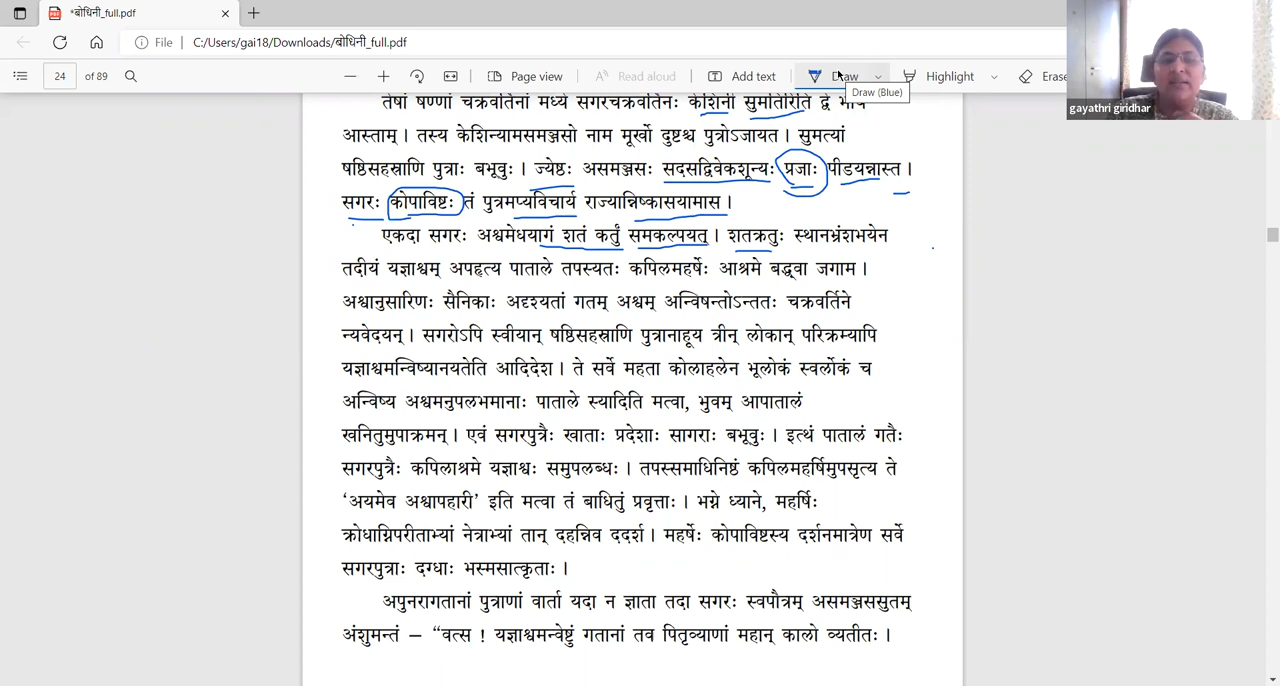 *बोधिनी_full.pdf
File C:/Users/gai18/Downloads/बोधिनी_full.pdf
24 of 89 Page view Read aloud Add text Draw Highlight Erase
Draw (Blue)
gayathri giridhar
तेषां षण्णां चक्रवर्तिनां मध्ये सगरचक्रवर्तिनः केशिनी सुमतिरिति द्वे भार्ये
आस्ताम् । तस्य केशिन्यामसमञ्जसो नाम मूर्खो दुष्टश्च पुत्रोऽजायत । सुमत्यां
षष्ठिसहस्राणि पुत्राः बभूवुः । ज्येष्ठः असमञ्जसः सदसद्विवेकशून्यः प्रजाः पीडयन्नास्त ।
सगरः कोपाविष्टः तं पुत्रमप्यविचार्य राज्यान्निष्कासयामास ।
एकदा सगरः अश्वमेधयागं शतं कर्तुं समकल्पयत् । शतक्रतुः स्थानभ्रंशभयेन
तदीयं यज्ञाश्वम् अपहृत्य पाताले तपस्यतः कपिलमहर्षेः आश्रमे बद्ध्वा जगाम ।
अश्वानुसारिणः सैनिकाः अदृश्यतां गतम् अश्वम् अन्विषन्तोऽन्ततः चक्रवर्तिने
न्यवेदयन् । सगरोऽपि स्वीयान् षष्ठिसहस्राणि पुत्रानाहूय त्रीन् लोकान् परिक्रम्यापि
यज्ञाश्वमन्विष्यानयतेति आदिदेश । ते सर्वे महता कोलाहलेन भूलोकं स्वर्लोकं च
अन्विष्य अश्वमनुपलभमानाः पाताले स्यादिति मत्वा, भुवम् आपातालं
खनितुमुपाक्रमन् । एवं सगरपुत्रैः खाताः प्रदेशाः सागराः बभूवुः । इत्थं पातालं गतैः
सगरपुत्रैः कपिलाश्रमे यज्ञाश्वः समुपलब्धः । तपस्समाधिनिष्ठं कपिलमहर्षिमुपसृत्य ते
‘अयमेव अश्वापहारी’ इति मत्वा तं बाधितुं प्रवृत्ताः । भग्ने ध्याने, महर्षिः
क्रोधाग्निपरीताभ्यां नेत्राभ्यां तान् दहन्निव ददर्श । महर्षेः कोपाविष्टस्य दर्शनमात्रेण सर्वे
सगरपुत्राः दग्धाः भस्मसात्कृताः ।
अपुनरागतानां पुत्राणां वार्ता यदा न ज्ञाता तदा सगरः स्वपौत्रम् असमञ्जससुतम्
अंशुमन्तं – “वत्स ! यज्ञाश्वमन्वेष्टुं गतानां तव पितृव्याणां महान् कालो व्यतीतः ।